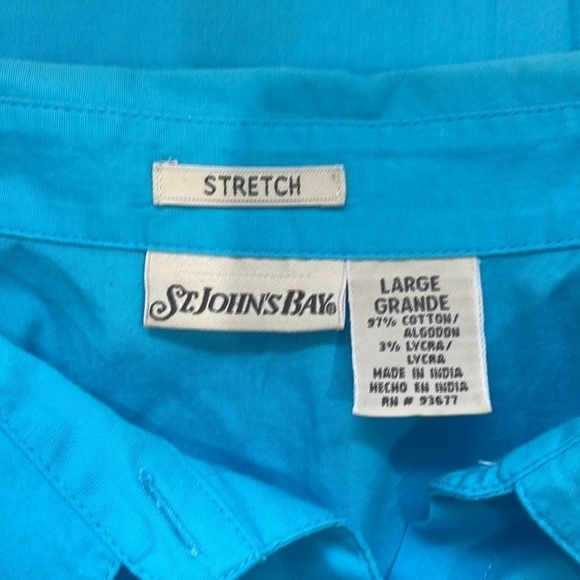 STRETCH
ST. JOHN'S BAY®
LARGE
GRANDE
97% COTTON/
ALGODON
3% LYCRA/
LYCRA
MADE IN INDIA
HECHO EN INDIA
RN # 93677